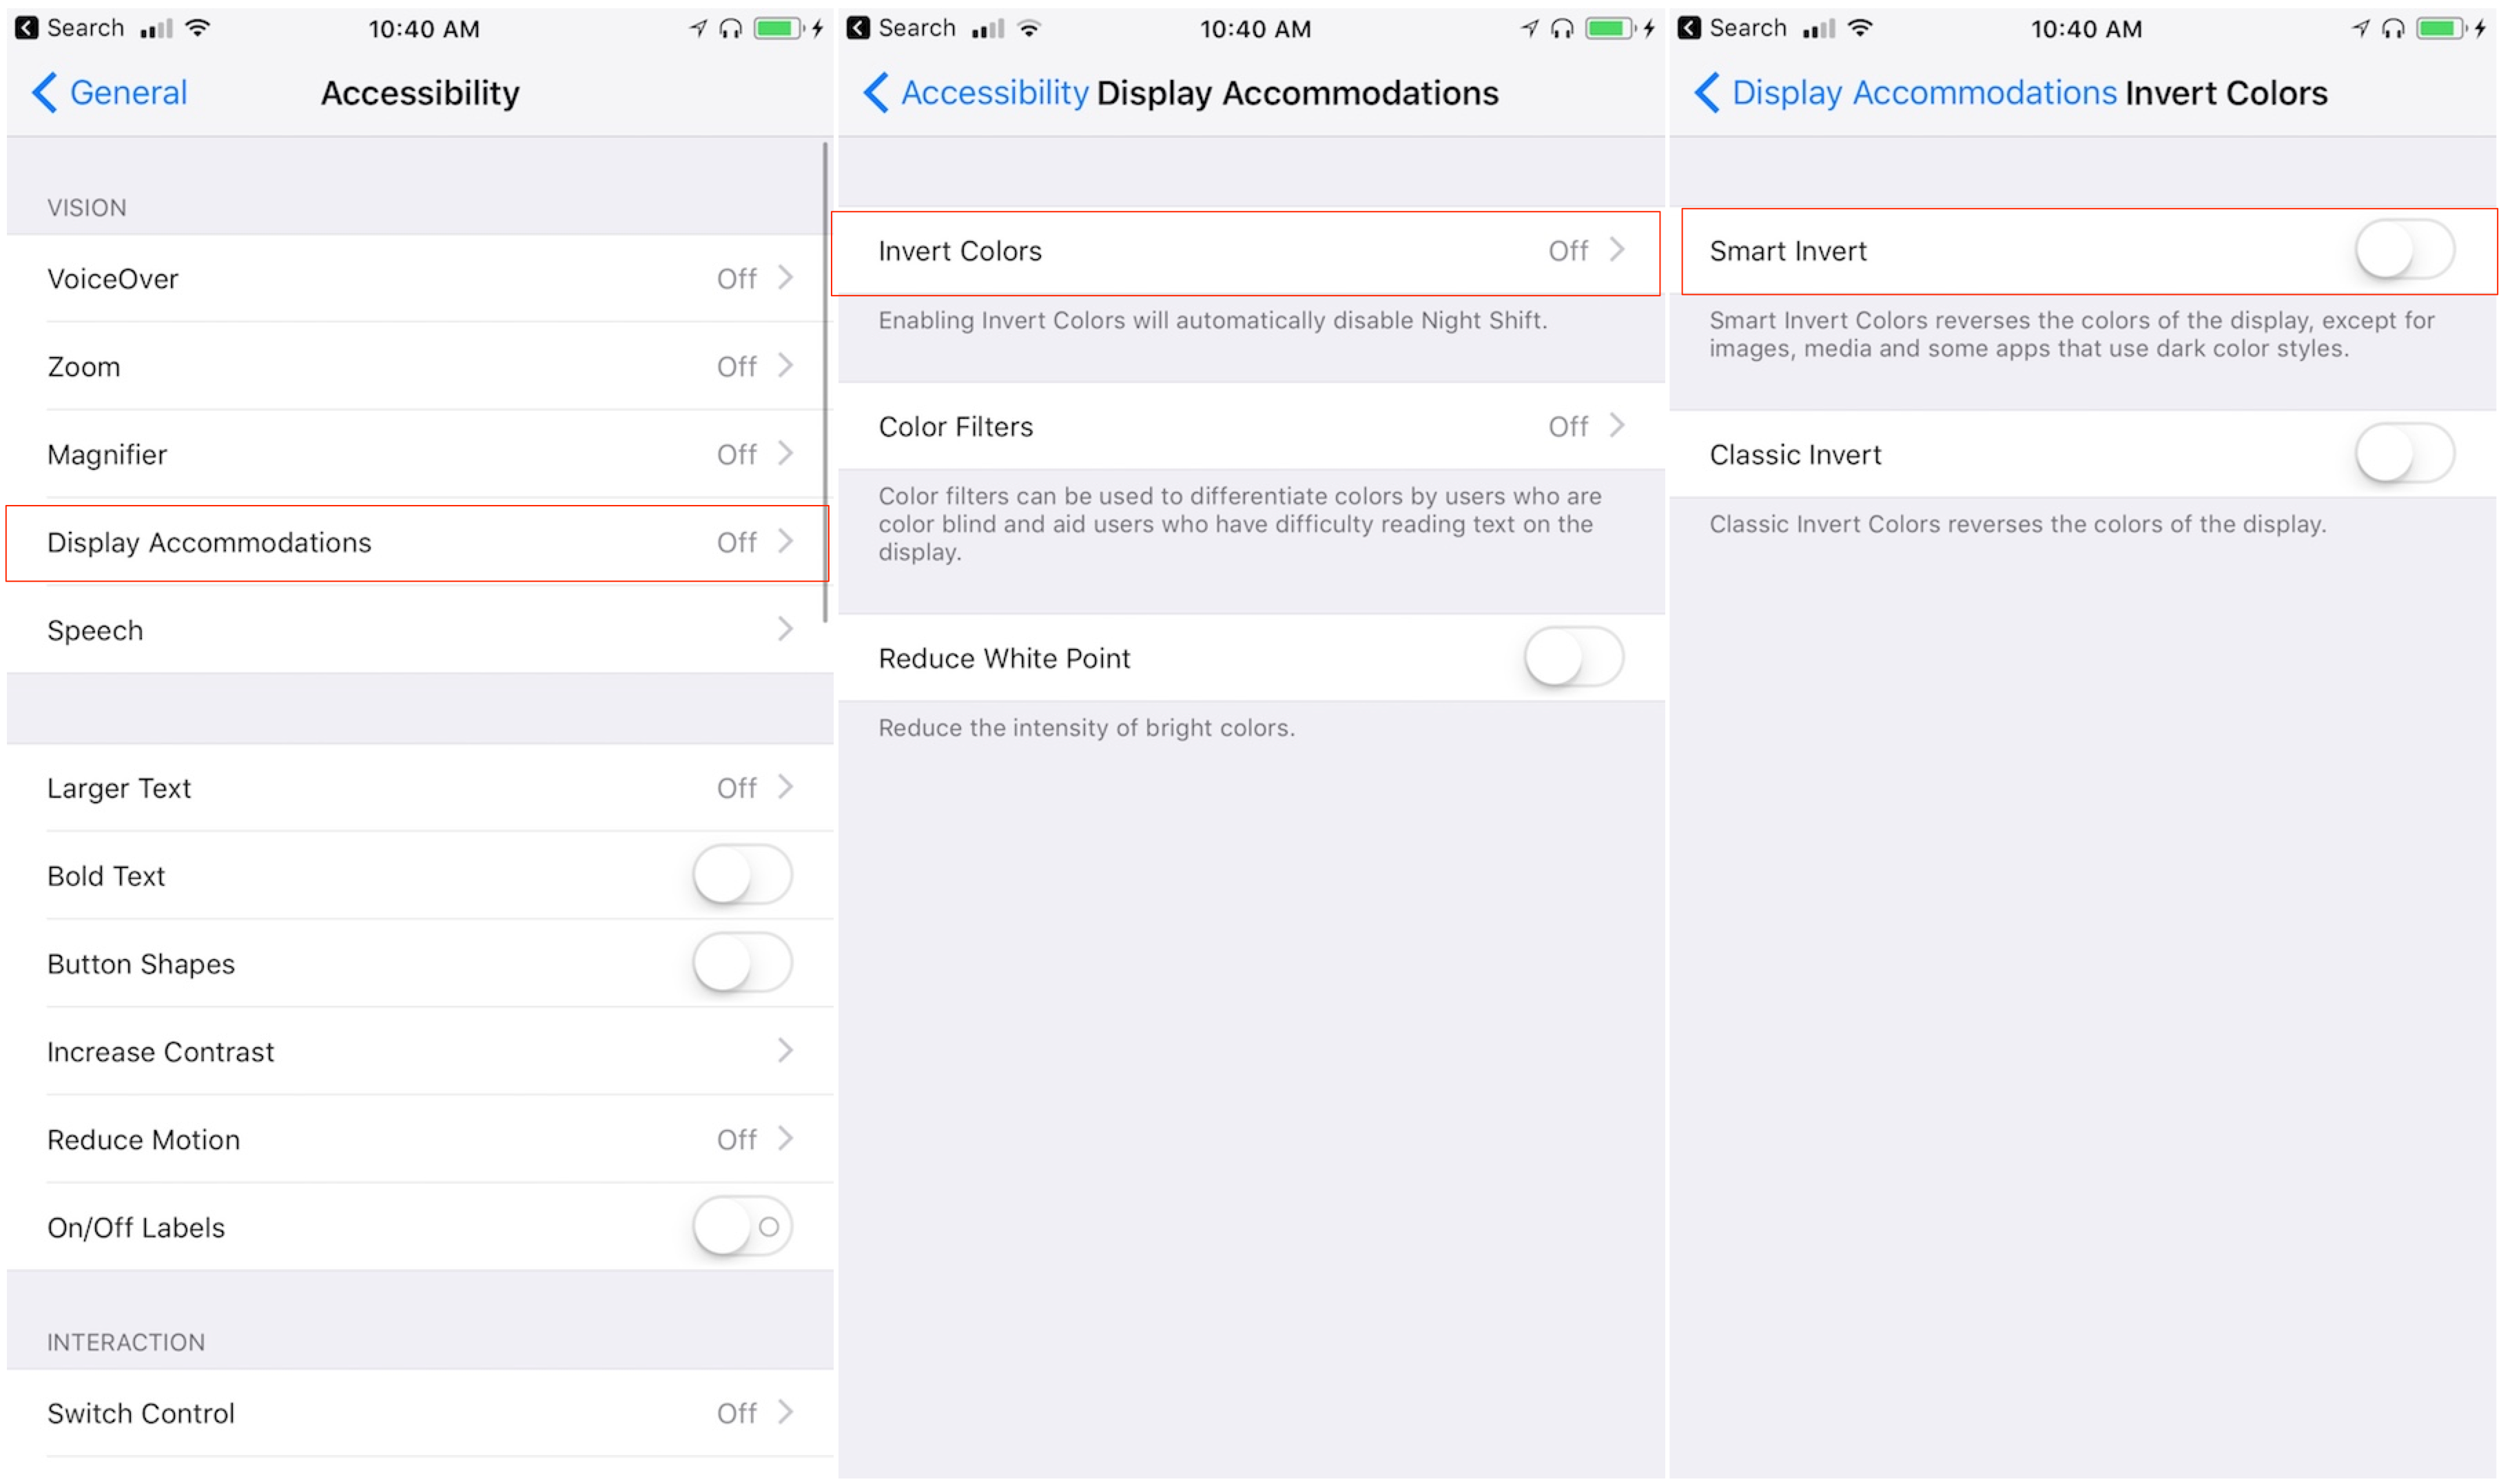 Search 10:40 AM
General Accessibility
VISION
VoiceOver Off
Zoom Off
Magnifier Off
Display Accommodations Off
Speech
Larger Text Off
Bold Text
Button Shapes
Increase Contrast
Reduce Motion Off
On/Off Labels
INTERACTION
Switch Control Off
Search 10:40 AM
Accessibility Display Accommodations
Invert Colors Off
Enabling Invert Colors will automatically disable Night Shift.
Color Filters Off
Color filters can be used to differentiate colors by users who are
color blind and aid users who have difficulty reading text on the
display.
Reduce White Point
Reduce the intensity of bright colors.
Search 10:40 AM
Display Accommodations Invert Colors
Smart Invert
Smart Invert Colors reverses the colors of the display, except for
images, media and some apps that use dark color styles.
Classic Invert
Classic Invert Colors reverses the colors of the display.